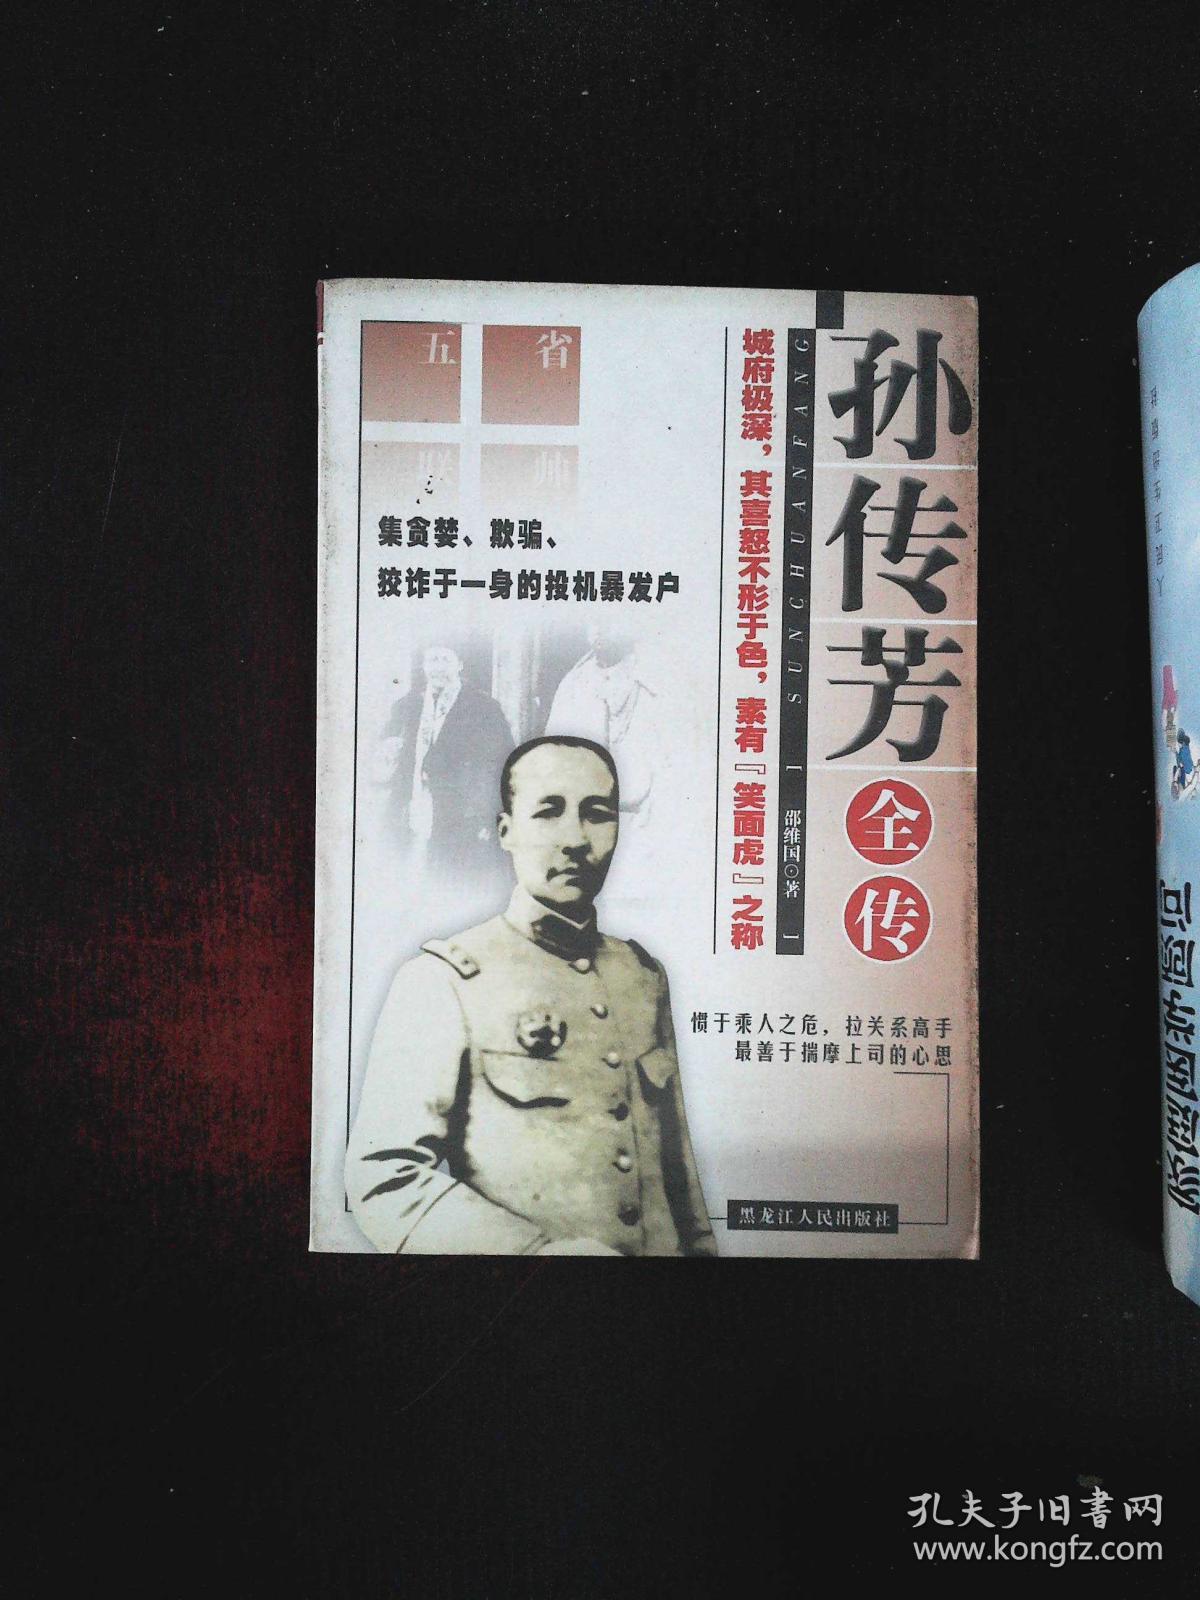 五省
联帅
集贪婪、欺骗、
狡诈于一身的投机暴发户
孙传芳
全传
SUNCHUANFANG
[邵维国⊙著]
城府极深，其喜怒不形于色，素有『笑面虎』之称
惯于乘人之危，拉关系高手
最善于揣摩上司的心思
黑龙江人民出版社
孔夫子旧书网
www.kongfz.com